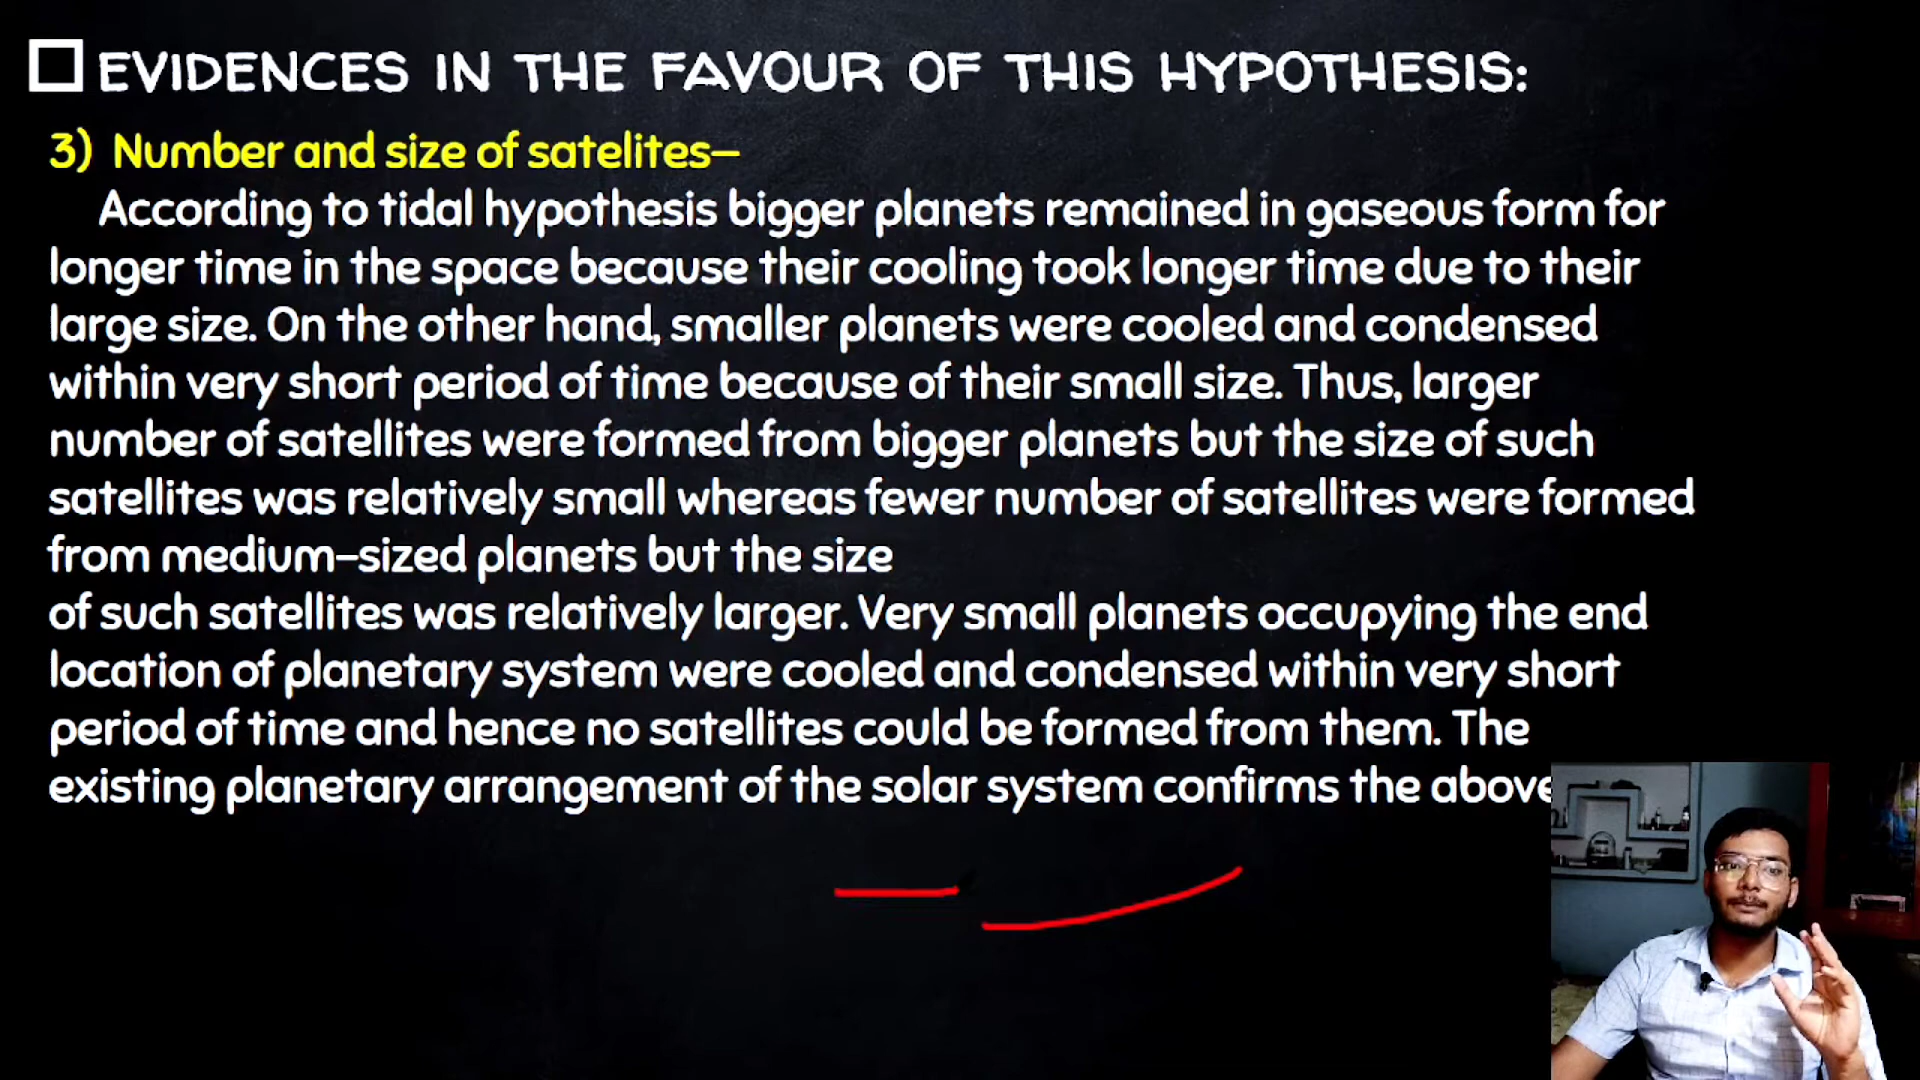 EVIDENCES IN THE FAVOUR OF THIS HYPOTHESIS:
3) Number and size of satelites–
According to tidal hypothesis bigger planets remained in gaseous form for
longer time in the space because their cooling took longer time due to their
large size. On the other hand, smaller planets were cooled and condensed
within very short period of time because of their small size. Thus, larger
number of satellites were formed from bigger planets but the size of such
satellites was relatively small whereas fewer number of satellites were formed
from medium-sized planets but the size
of such satellites was relatively larger. Very small planets occupying the end
location of planetary system were cooled and condensed within very short
period of time and hence no satellites could be formed from them. The
existing planetary arrangement of the solar system confirms the above